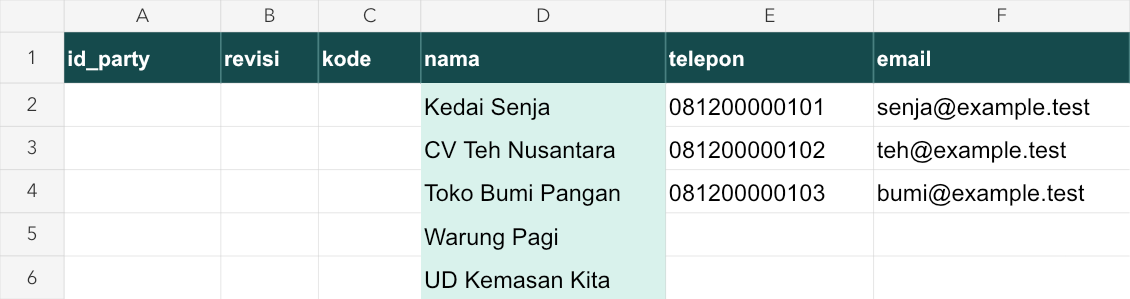 A B C D E F
1 id_party revisi kode nama telepon email
2 Kedai Senja 081200000101 senja@example.test
3 CV Teh Nusantara 081200000102 teh@example.test
4 Toko Bumi Pangan 081200000103 bumi@example.test
5 Warung Pagi
6 UD Kemasan Kita